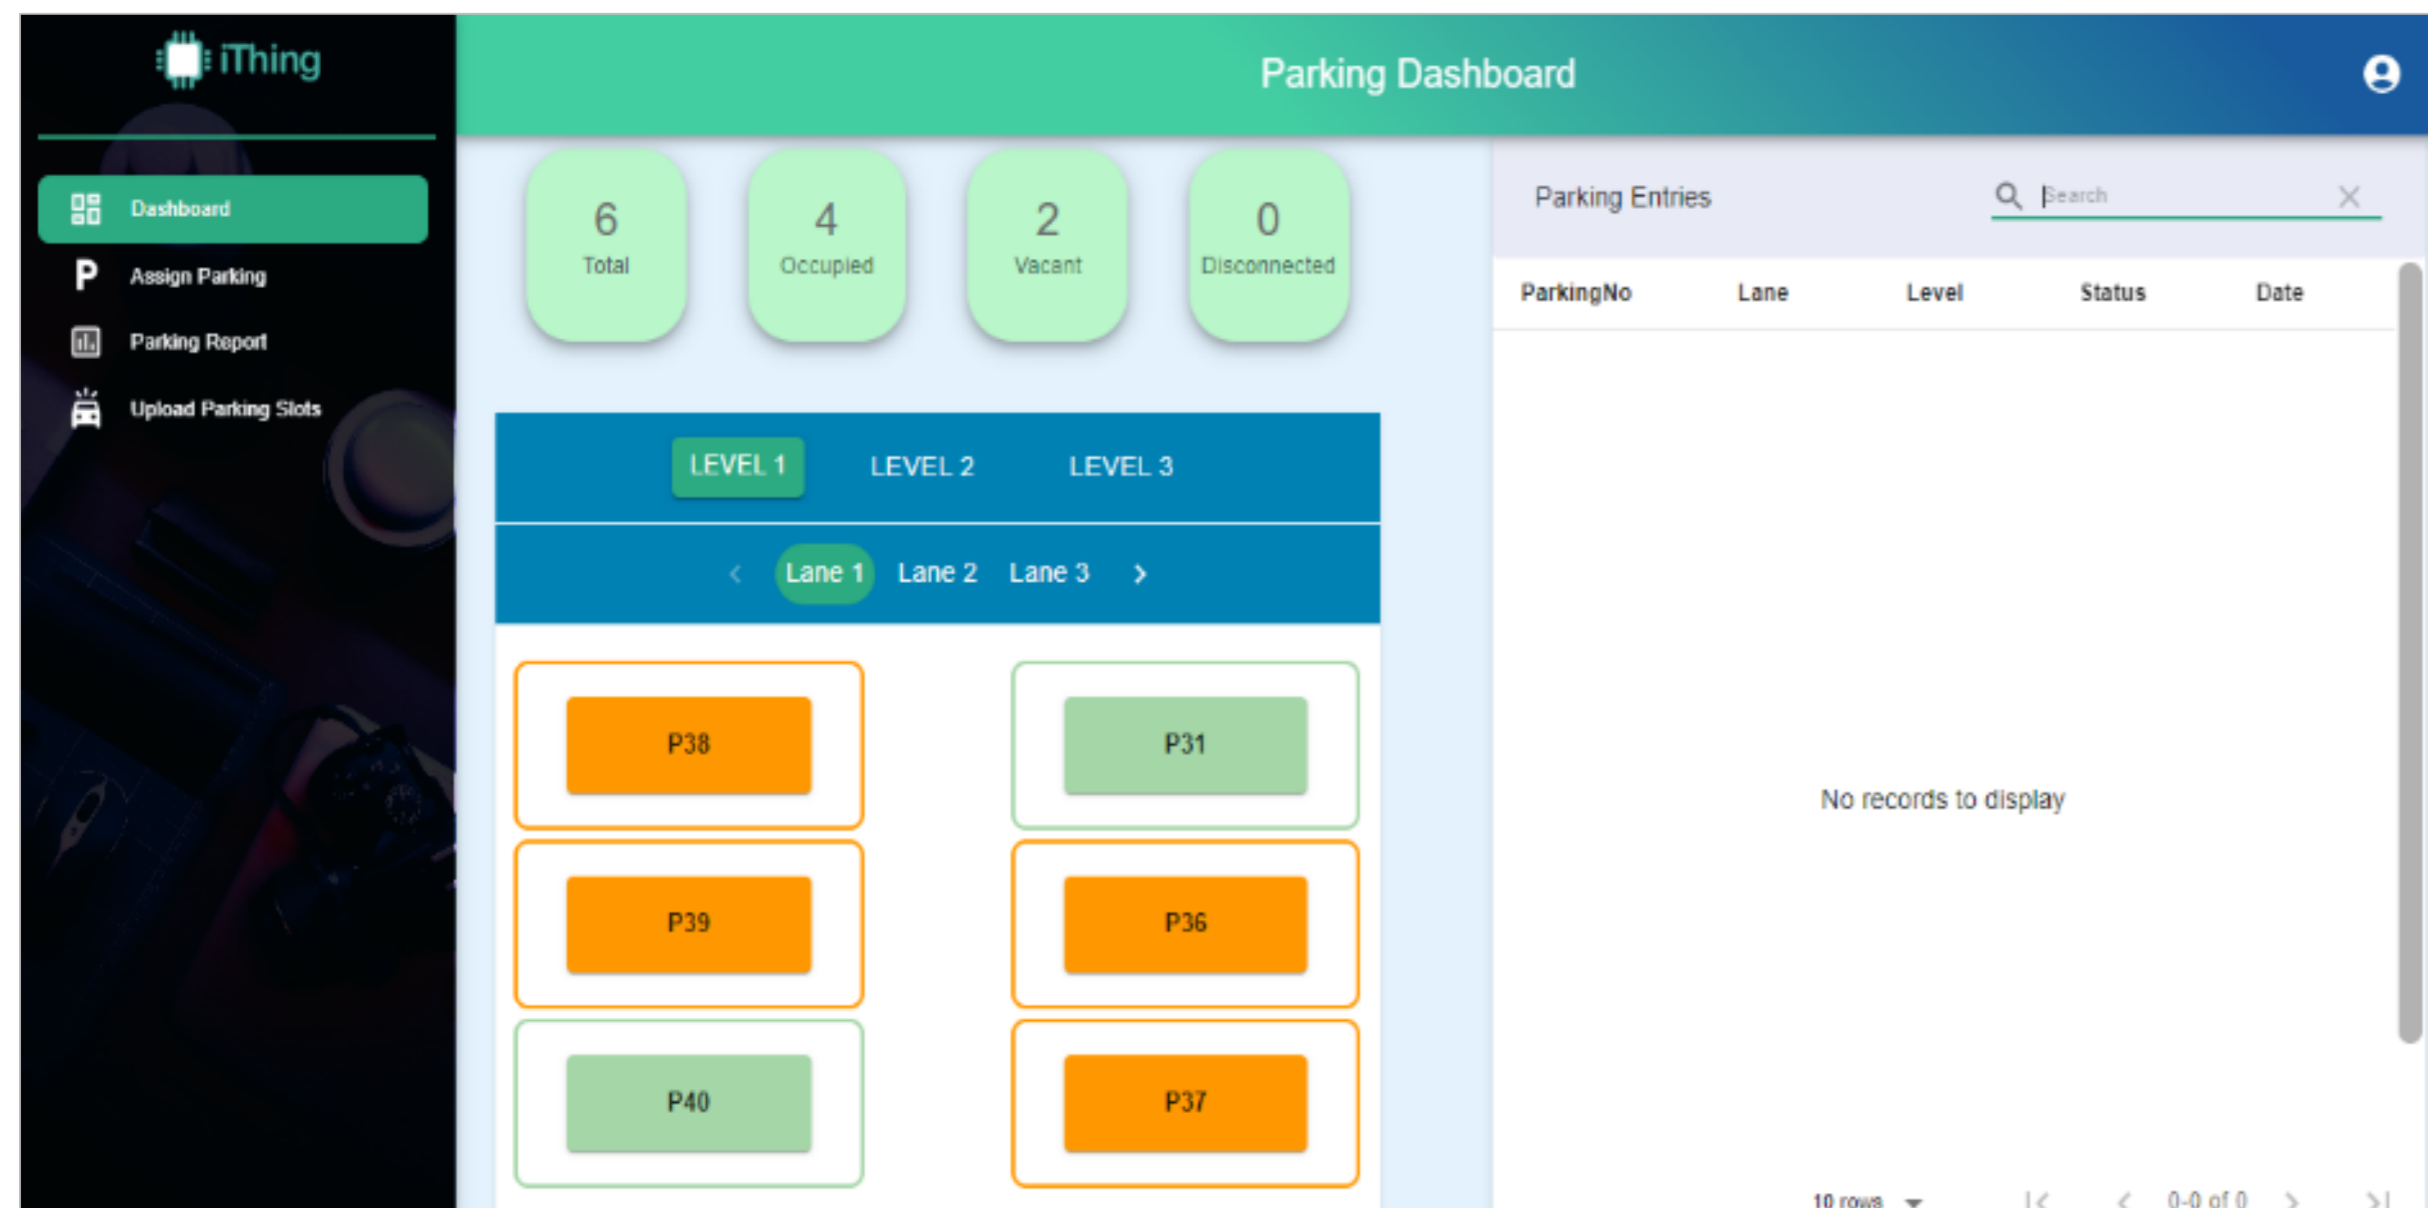 iThing
Parking Dashboard
Dashboard
Assign Parking
Parking Report
Upload Parking Slots
6
Total
4
Occupied
2
Vacant
0
Disconnected
LEVEL 1 LEVEL 2 LEVEL 3
< Lane 1 Lane 2 Lane 3 >
P38 P31
P39 P36
P40 P37
Parking Entries
Search
ParkingNo Lane Level Status Date
No records to display
10 rows 0-0 of 0